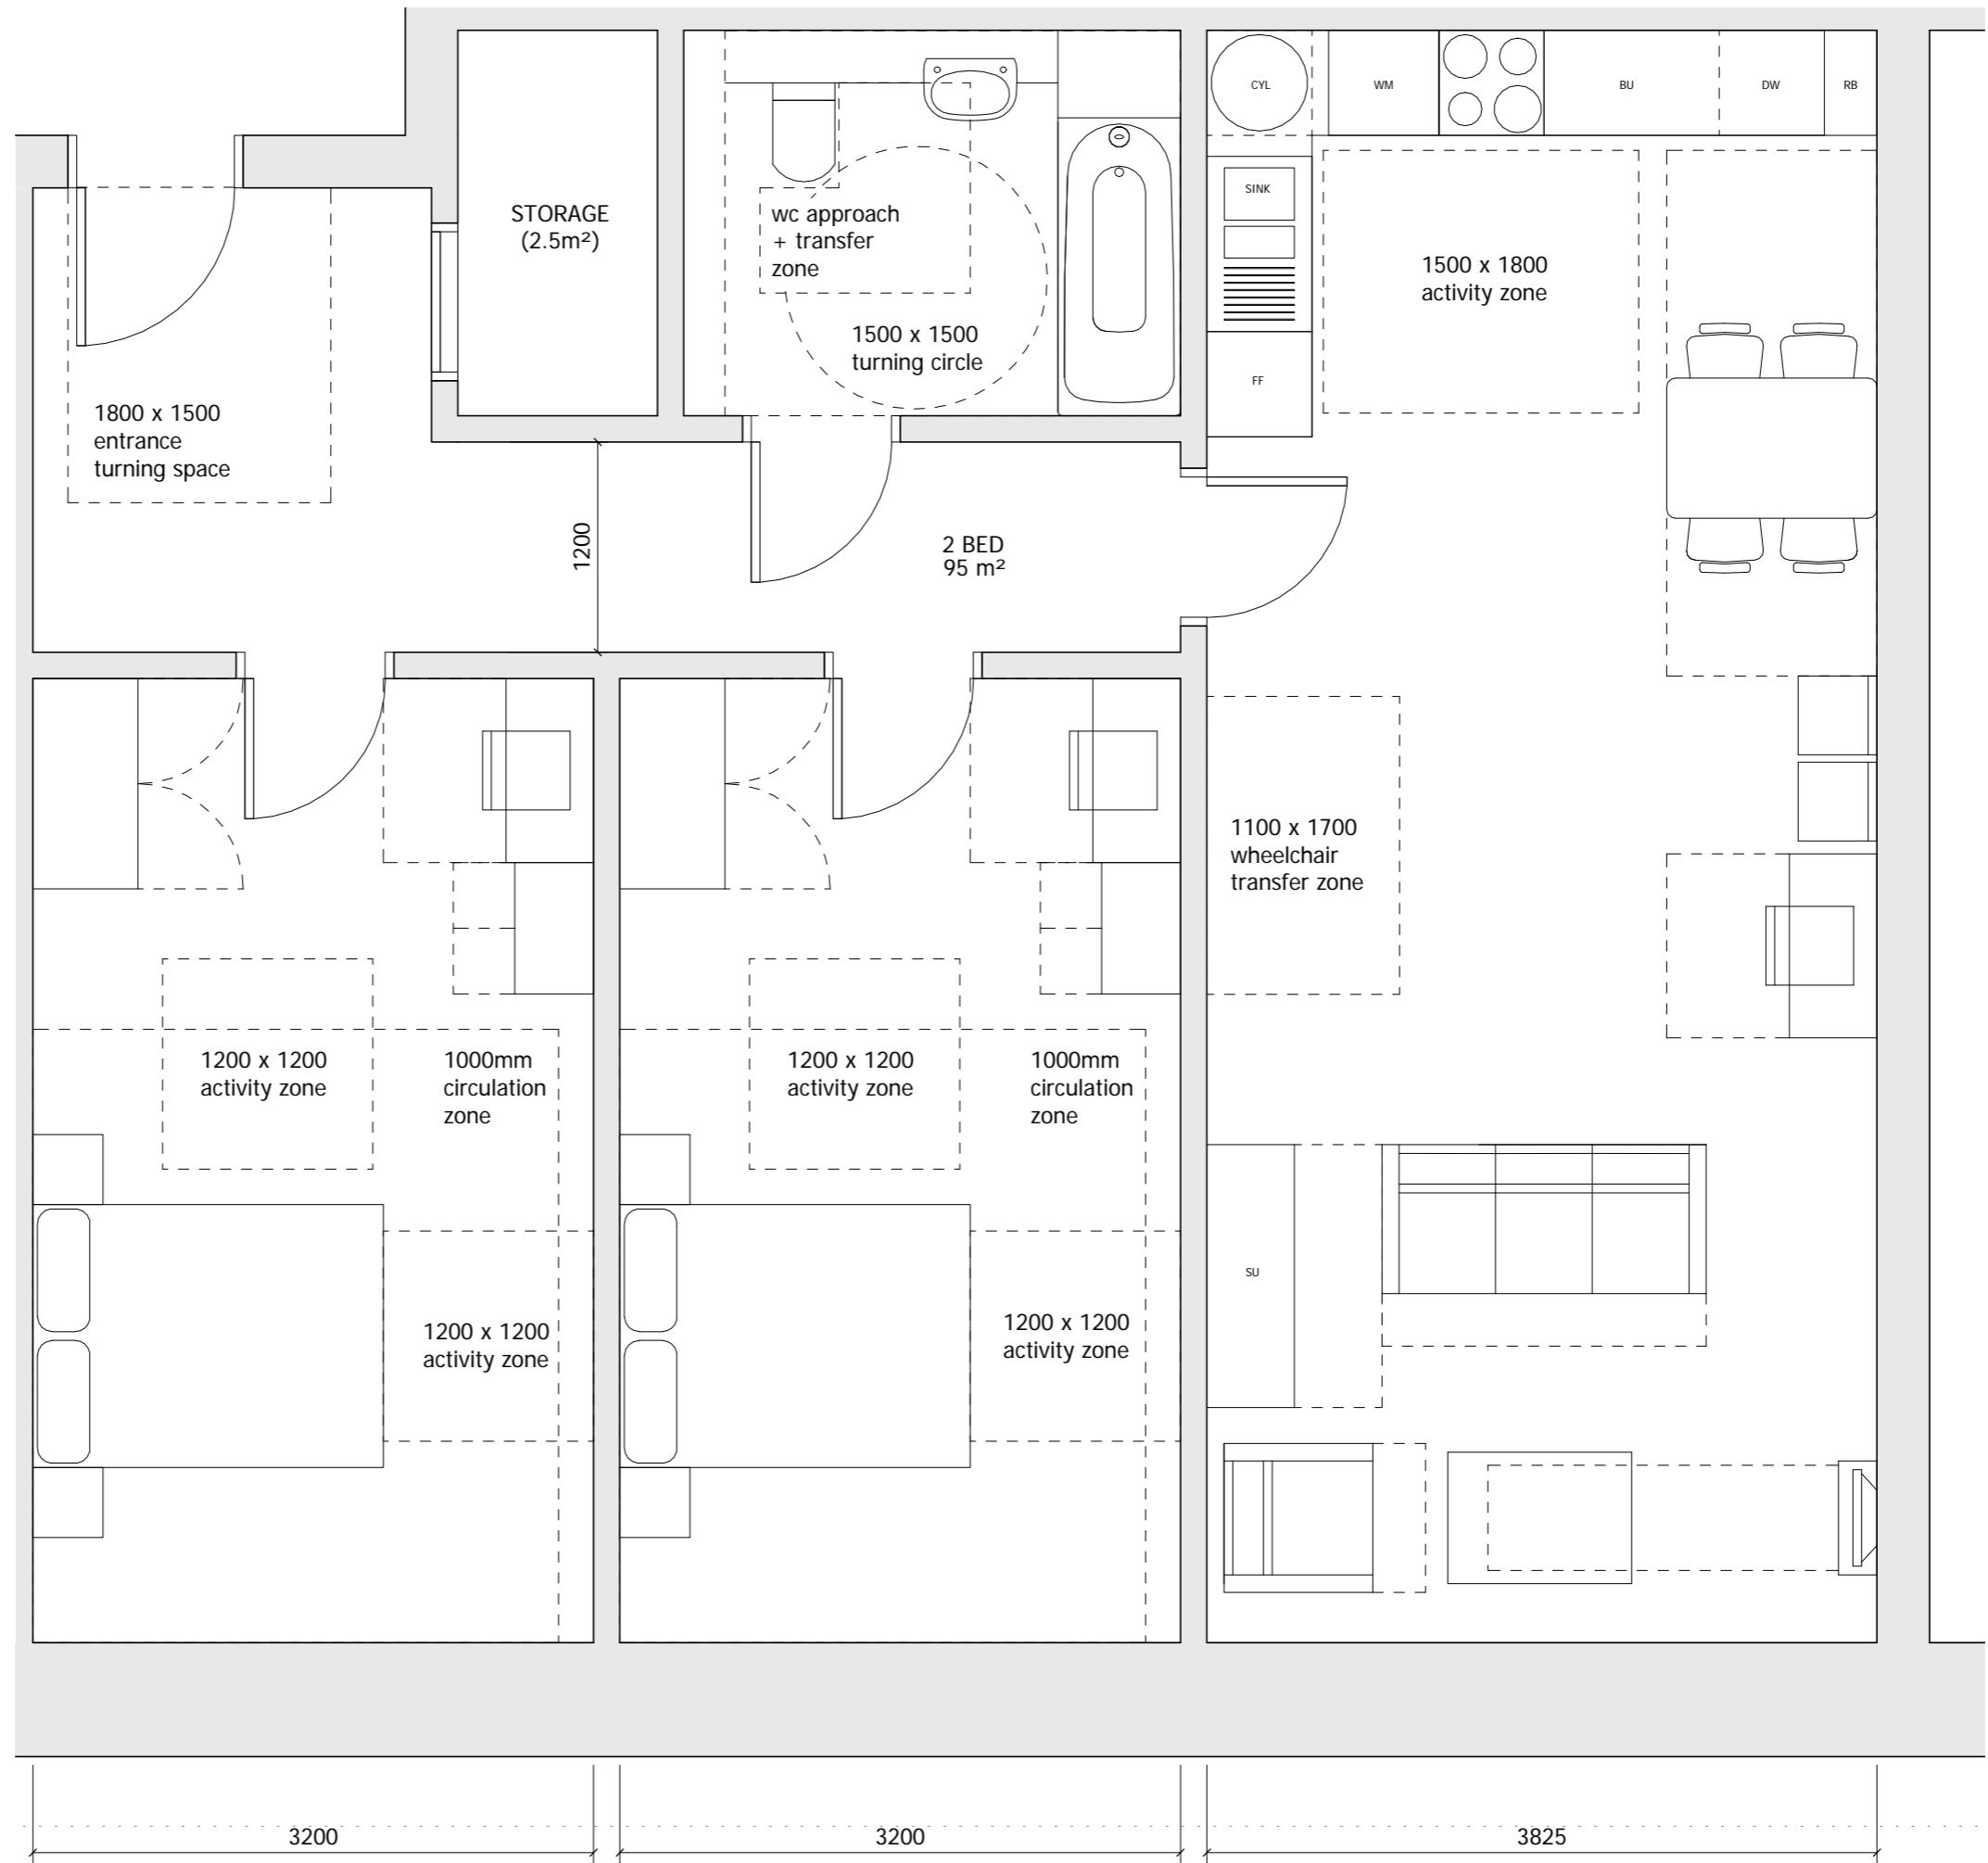 CYL
WM
BU
DW
RB
SINK
STORAGE
(2.5m²)
wc approach
+ transfer
zone
1500 x 1800
activity zone
1500 x 1500
turning circle
FF
1800 x 1500
entrance
turning space
1200
2 BED
95 m²
1100 x 1700
wheelchair
transfer zone
1200 x 1200
activity zone
1000mm
circulation
zone
1200 x 1200
activity zone
1000mm
circulation
zone
SU
1200 x 1200
activity zone
1200 x 1200
activity zone
3200
3200
3825